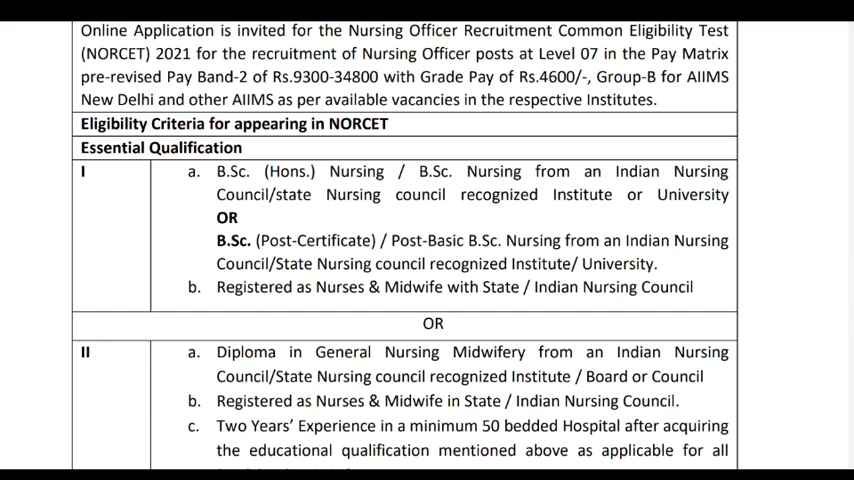 Online Application is invited for the Nursing Officer Recruitment Common Eligibility Test
(NORCET) 2021 for the recruitment of Nursing Officer posts at Level 07 in the Pay Matrix
pre-revised Pay Band-2 of Rs.9300-34800 with Grade Pay of Rs.4600/-, Group-B for AIIMS
New Delhi and other AIIMS as per available vacancies in the respective Institutes.
Eligibility Criteria for appearing in NORCET
Essential Qualification
I a. B.Sc. (Hons.) Nursing / B.Sc. Nursing from an Indian Nursing
Council/state Nursing council recognized Institute or University
OR
B.Sc. (Post-Certificate) / Post-Basic B.Sc. Nursing from an Indian Nursing
Council/State Nursing council recognized Institute/ University.
b. Registered as Nurses & Midwife with State / Indian Nursing Council
OR
II a. Diploma in General Nursing Midwifery from an Indian Nursing
Council/State Nursing council recognized Institute / Board or Council
b. Registered as Nurses & Midwife in State / Indian Nursing Council.
c. Two Years' Experience in a minimum 50 bedded Hospital after acquiring
the educational qualification mentioned above as applicable for all